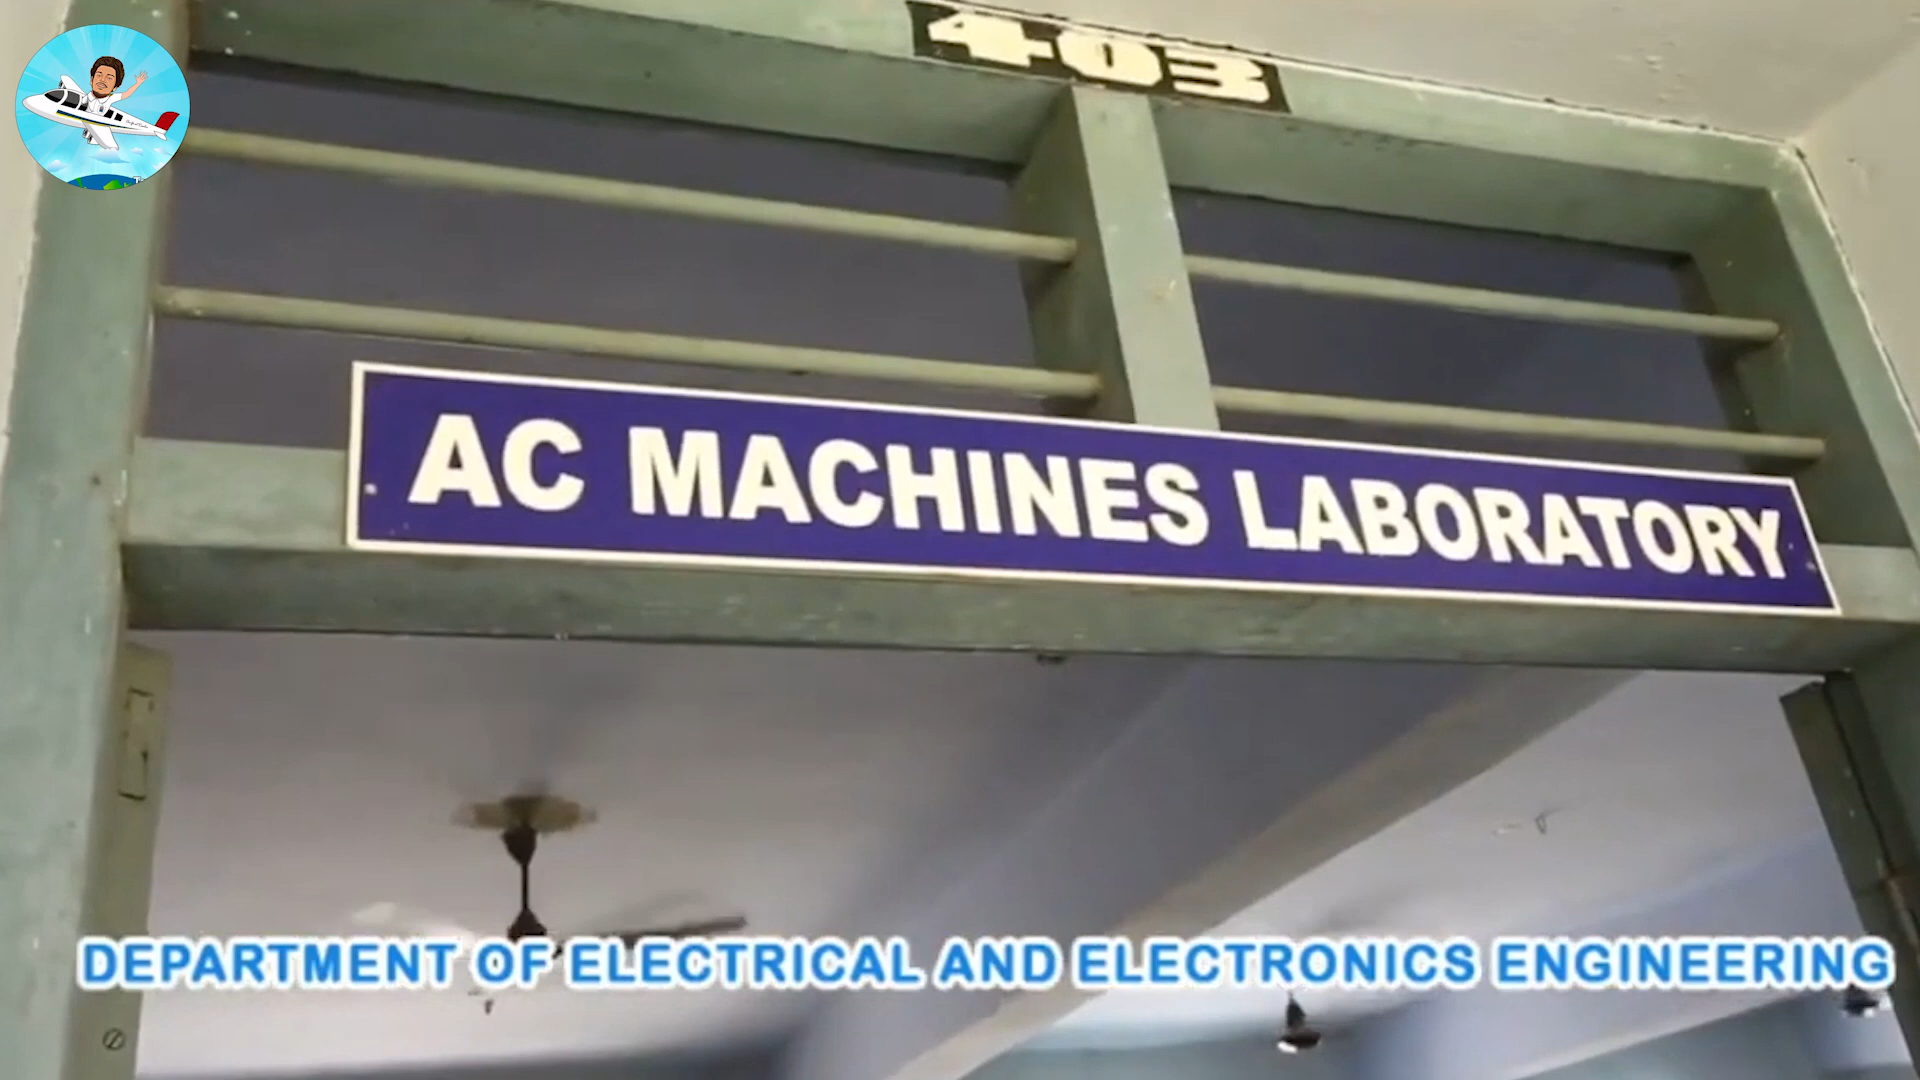 403
AC MACHINES LABORATORY
DEPARTMENT OF ELECTRICAL AND ELECTRONICS ENGINEERING